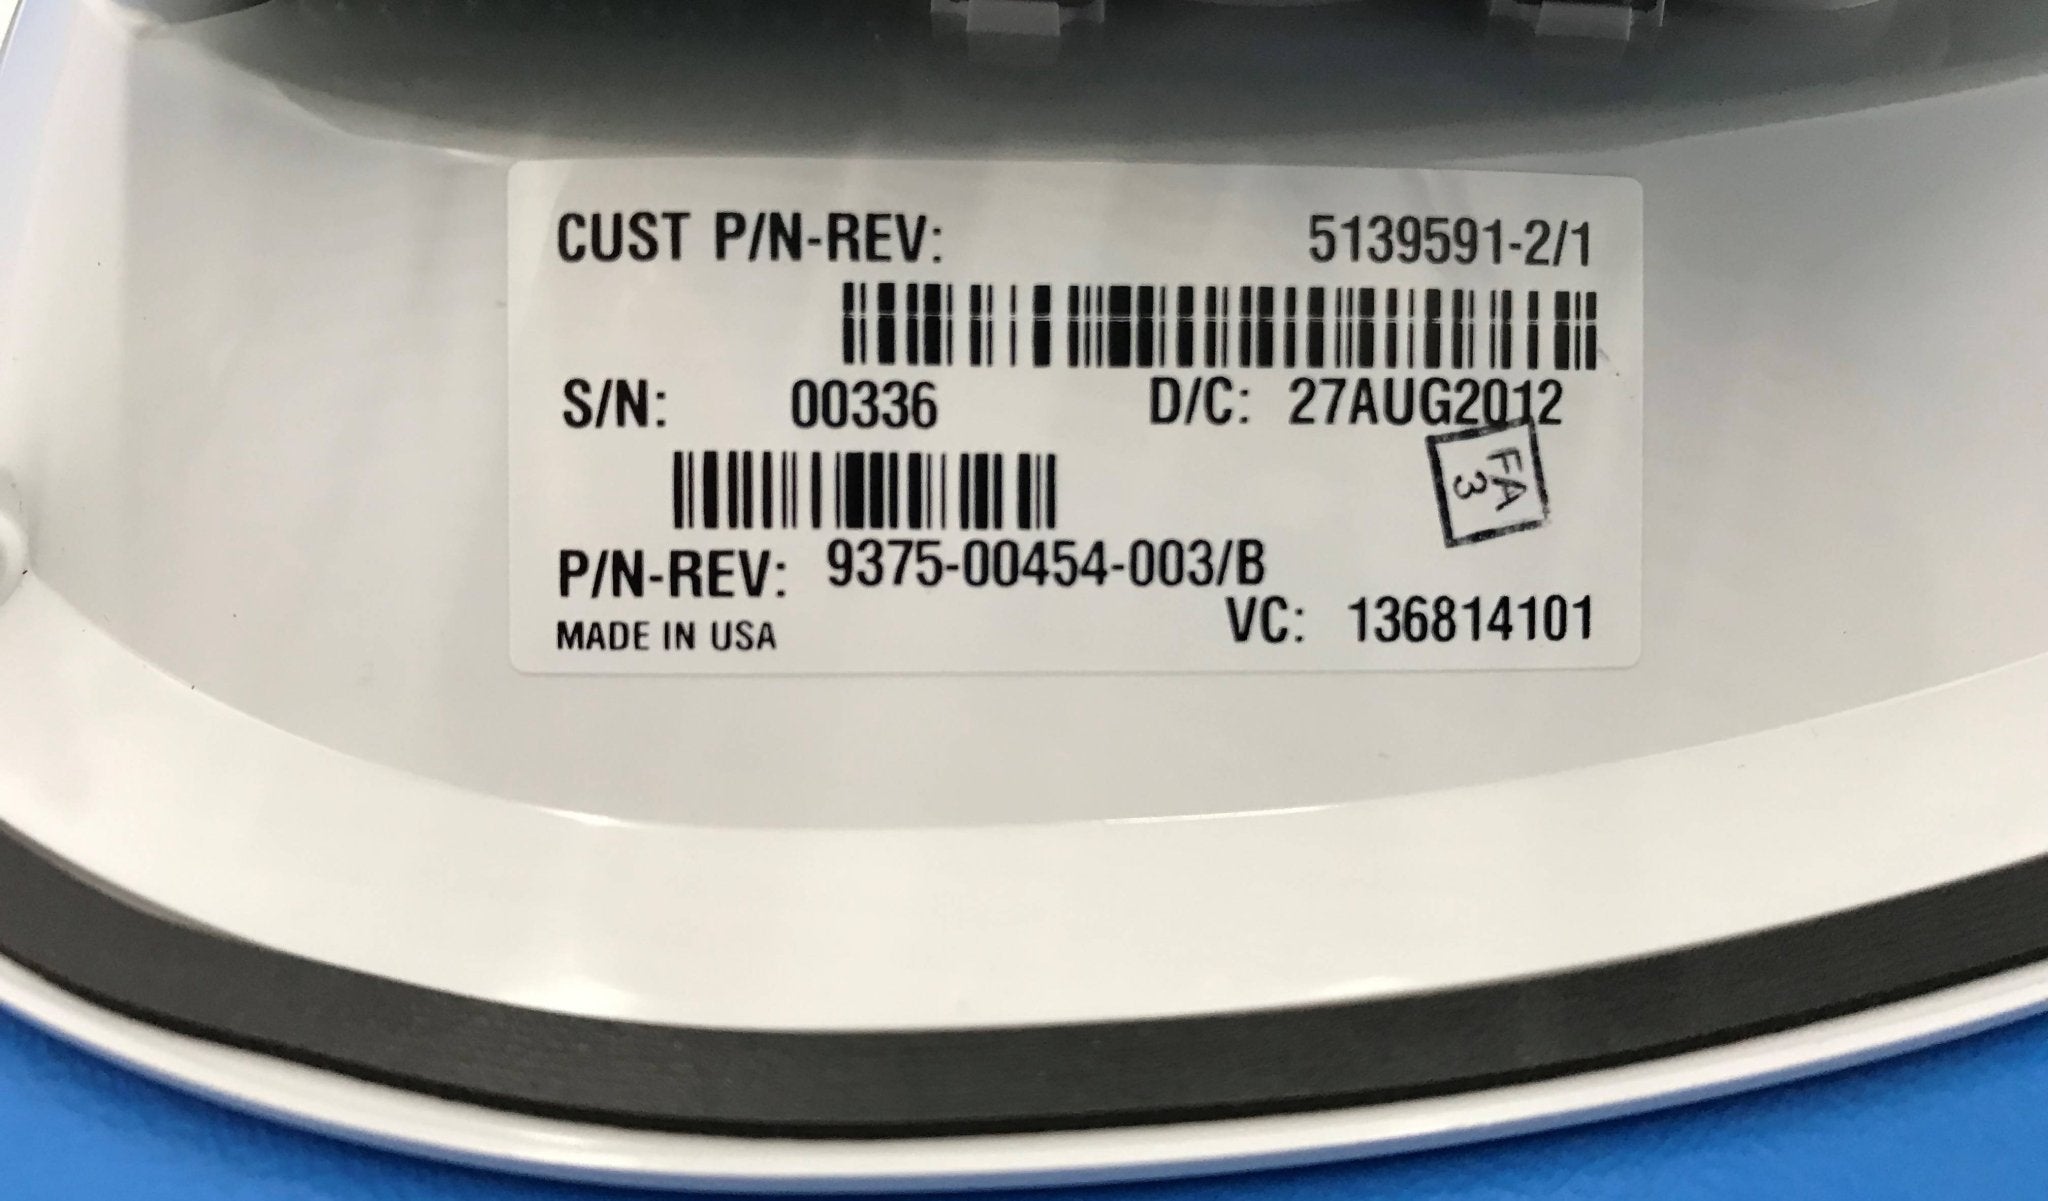 CUST P/N-REV: 5139591-2/1
S/N: 00336 D/C: 27AUG2012
FA
3
P/N-REV: 9375-00454-003/B
VC: 136814101
MADE IN USA